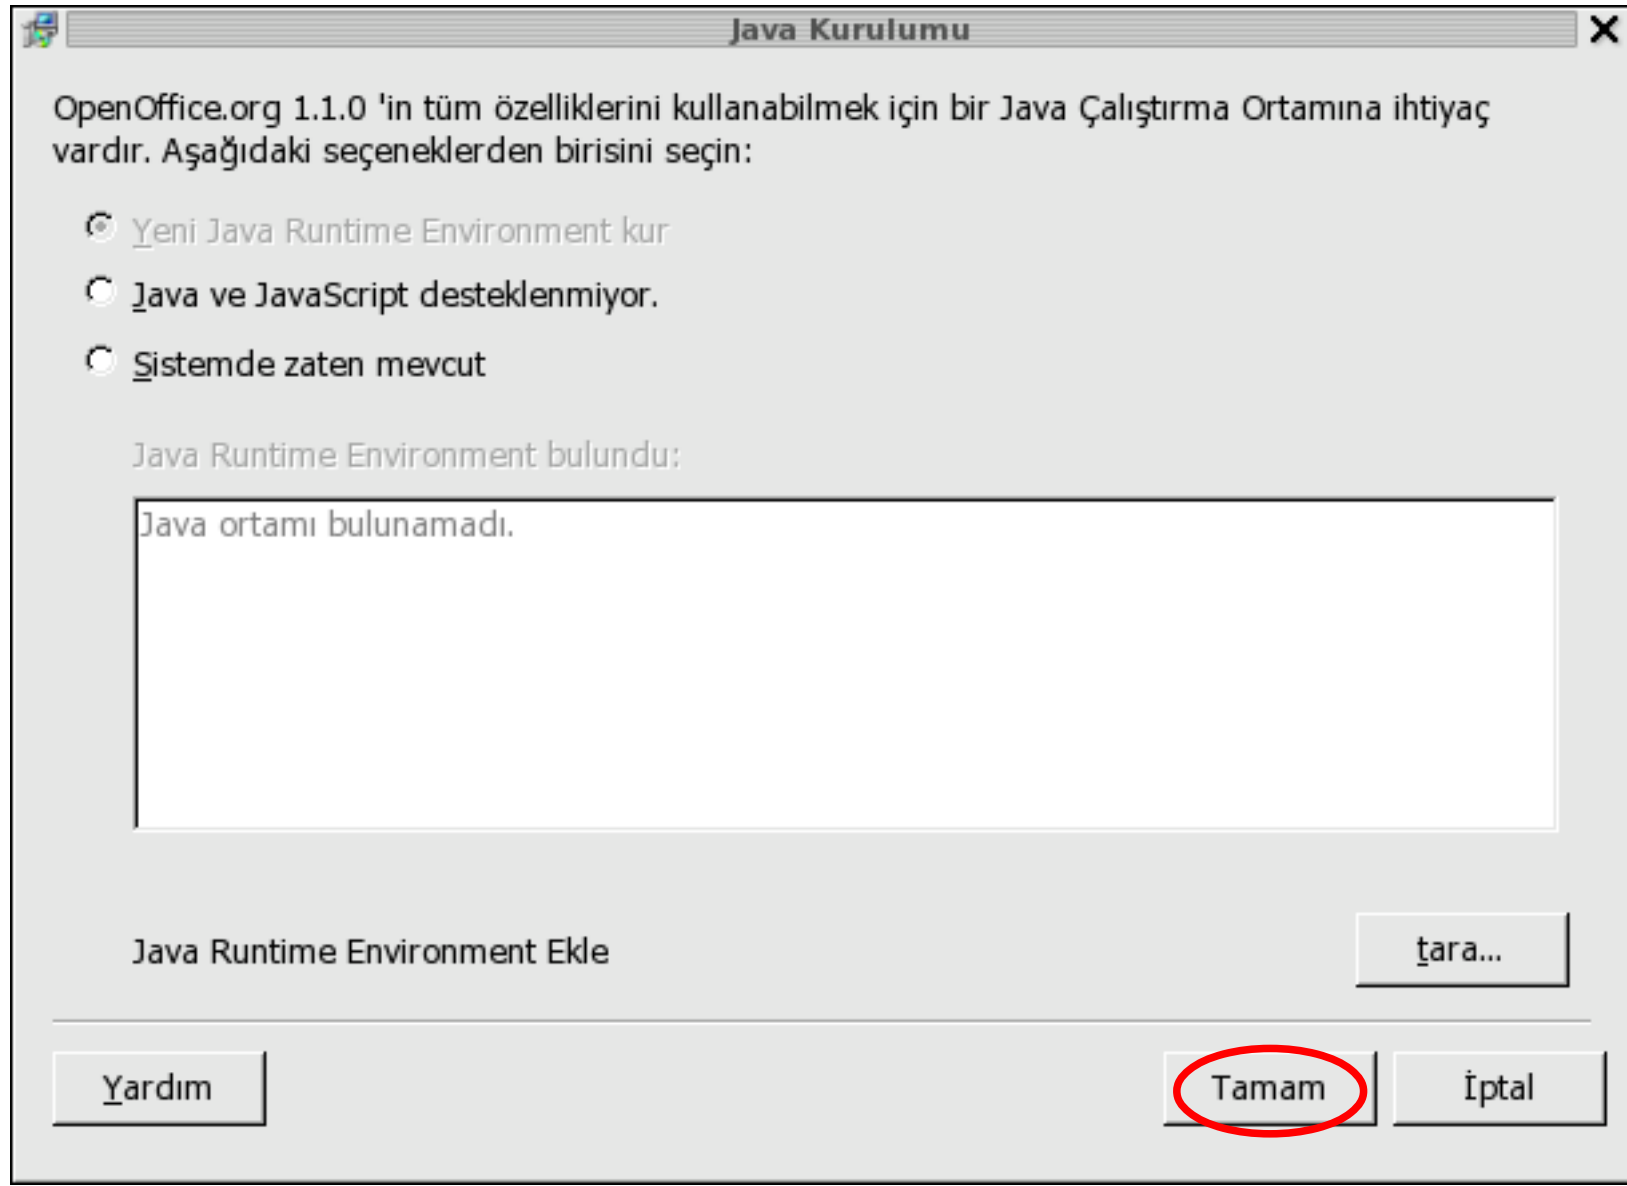 Java Kurulumu
OpenOffice.org 1.1.0 'in tüm özelliklerini kullanabilmek için bir Java Çalıştırma Ortamına ihtiyaç
vardır. Aşağıdaki seçeneklerden birisini seçin:
Yeni Java Runtime Environment kur
Java ve JavaScript desteklenmiyor.
Sistemde zaten mevcut
Java Runtime Environment bulundu:
Java ortamı bulunamadı.
Java Runtime Environment Ekle
tara...
Yardım
Tamam
İptal